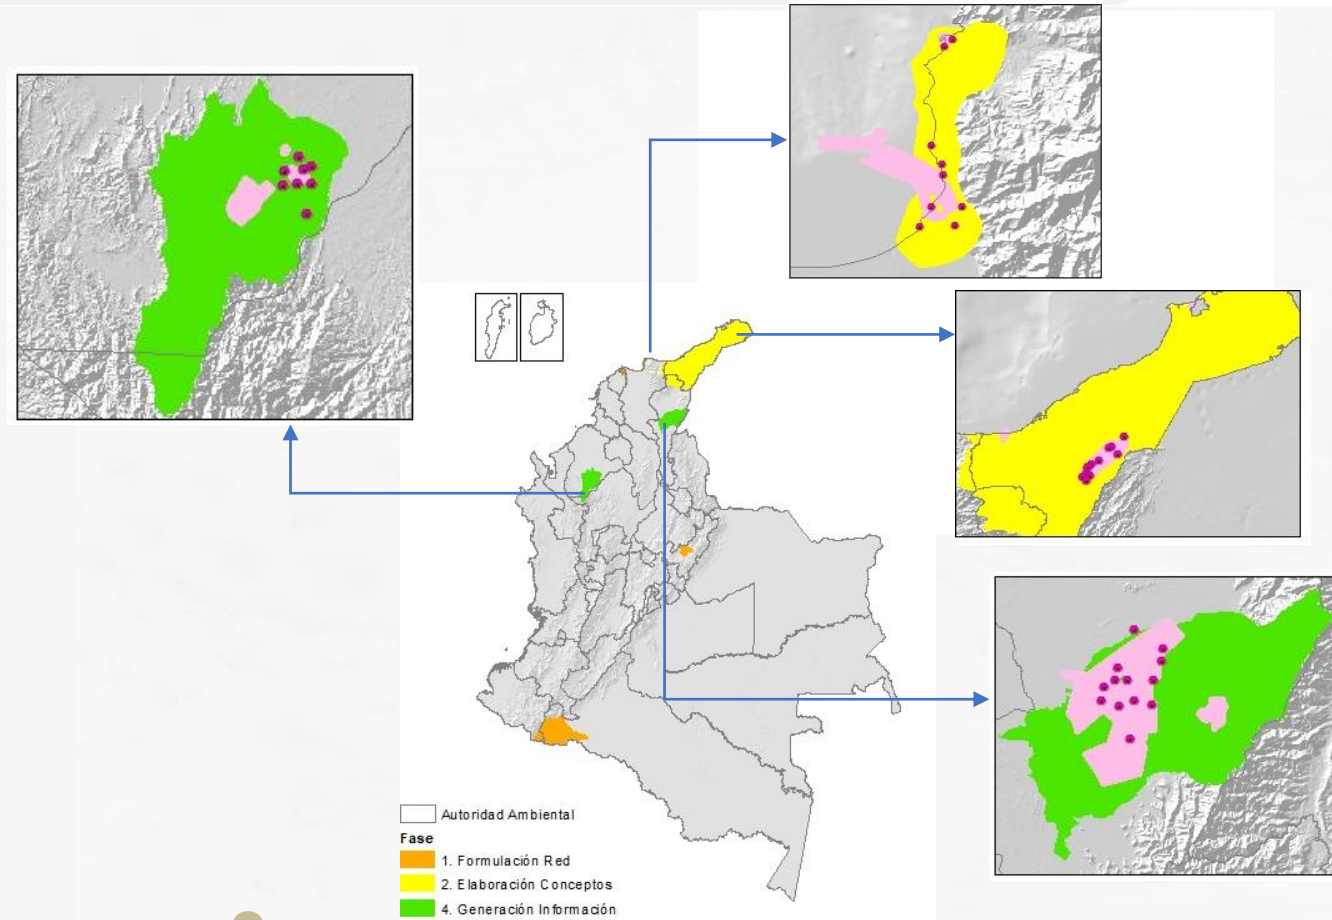 Autoridad Ambiental
Fase
1. Formulación Red
2. Elaboración Conceptos
4. Generación Información